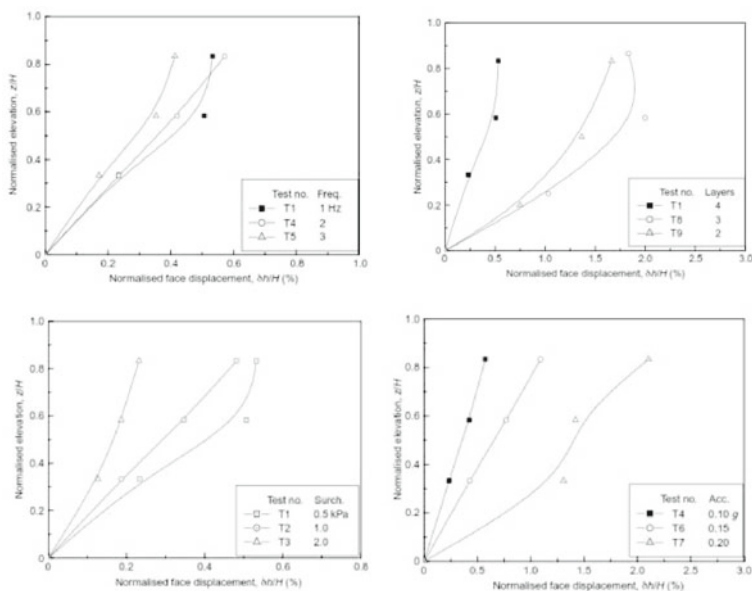 1.0
0.8
0.6
0.4
0.2
0.0
0.0 0.2 0.4 0.6 0.8 1.0
Normalised elevation, z/H
Normalised face displacement, δh/H (%)
Test no. Freq.
T1 1 Hz
T4 2
T5 3
1.0
0.8
0.6
0.4
0.2
0.0
0 0.5 1.0 1.5 2.0 2.5 3.0
Normalised elevation, z/H
Normalised face displacement, δh/H (%)
Test no. Layers
T1 4
T8 3
T9 2
1.0
0.8
0.6
0.4
0.2
0.0
0.0 0.2 0.4 0.6 0.8
Normalised elevation, z/H
Normalised face displacement, δh/H (%)
Test no. Surch.
T1 0.5 kPa
T2 1.0
T3 2.0
1.0
0.8
0.6
0.4
0.2
0.0
0.0 0.5 1.0 1.5 2.0 2.5 3.0
Normalised elevation, z/H
Normalised face displacement, δh/H (%)
Test no. Acc.
T4 0.10 g
T6 0.15
T7 0.20